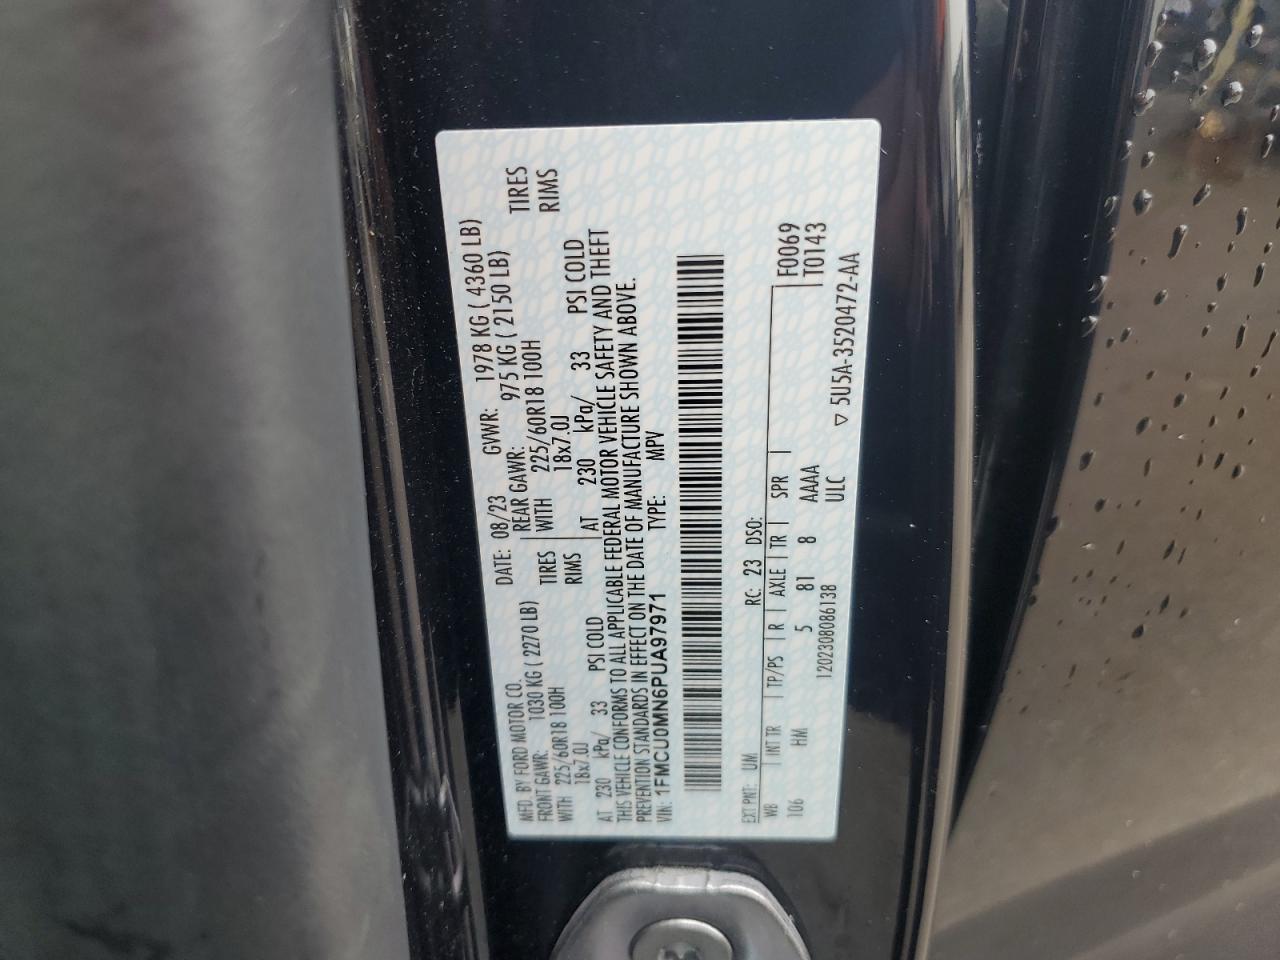 MFD. BY FORD MOTOR CO. DATE: 08/23 GVWR: 1978 KG ( 4360 LB)
FRONT GAWR: 1030 KG ( 2270 LB) REAR GAWR: 975 KG ( 2150 LB)
WITH 225/60R18 100H TIRES WITH 225/60R18 100H TIRES
18x7.0J RIMS 18x7.0J RIMS
AT 230 kPa/ 33 PSI COLD AT 230 kPa/ 33 PSI COLD
THIS VEHICLE CONFORMS TO ALL APPLICABLE FEDERAL MOTOR VEHICLE SAFETY AND THEFT
PREVENTION STANDARDS IN EFFECT ON THE DATE OF MANUFACTURE SHOWN ABOVE.
VIN: 1FMCU0MN6PUA97971 TYPE: MPV
EXT PNT: UM RC: 23 DSO:
WB INT TR TP/PS R AXLE TR SPR F0069
106 HM 5 81 8 AAAA T0143
1202308086138 ULC
▽ 5U5A-3520472-AA